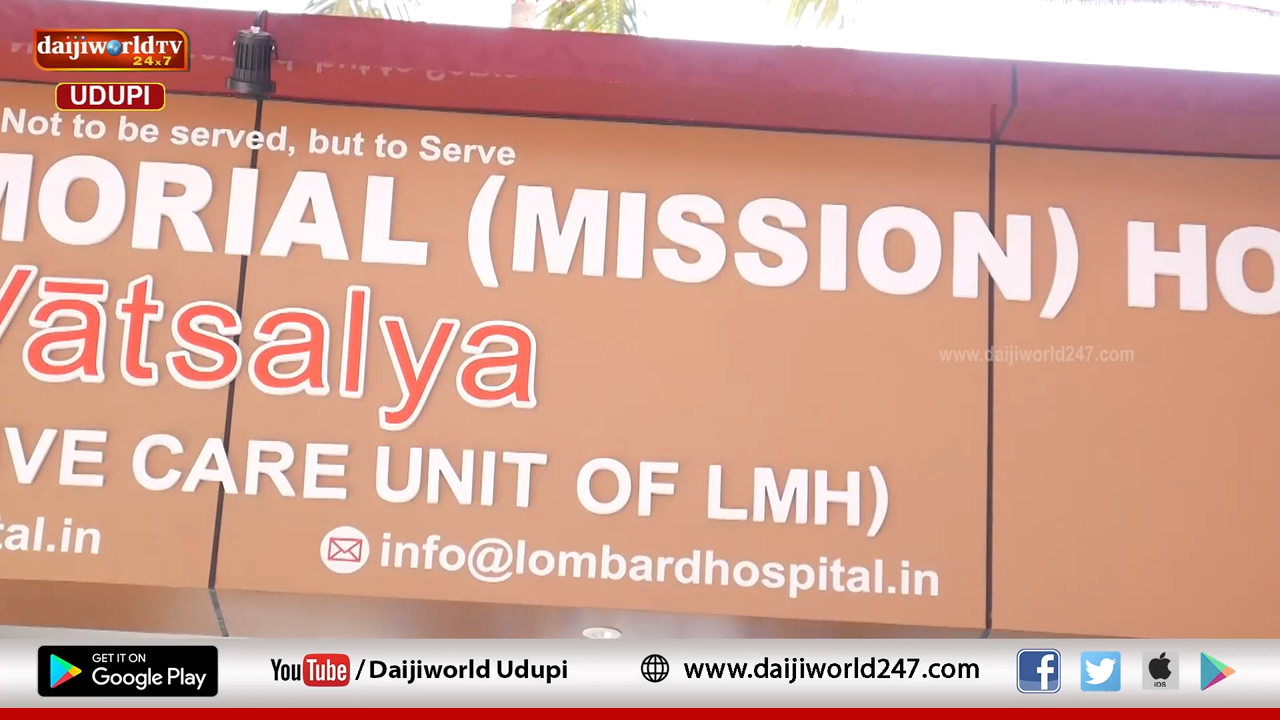 daijiworldTV
24x7
UDUPI
Not to be served, but to Serve
MORIAL (MISSION) HO
Vātsalya
VE CARE UNIT OF LMH)
tal.in
info@lombardhospital.in
www.daijiworld247.com
GET IT ON
Google Play
YouTube / Daijiworld Udupi
www.daijiworld247.com
iOS